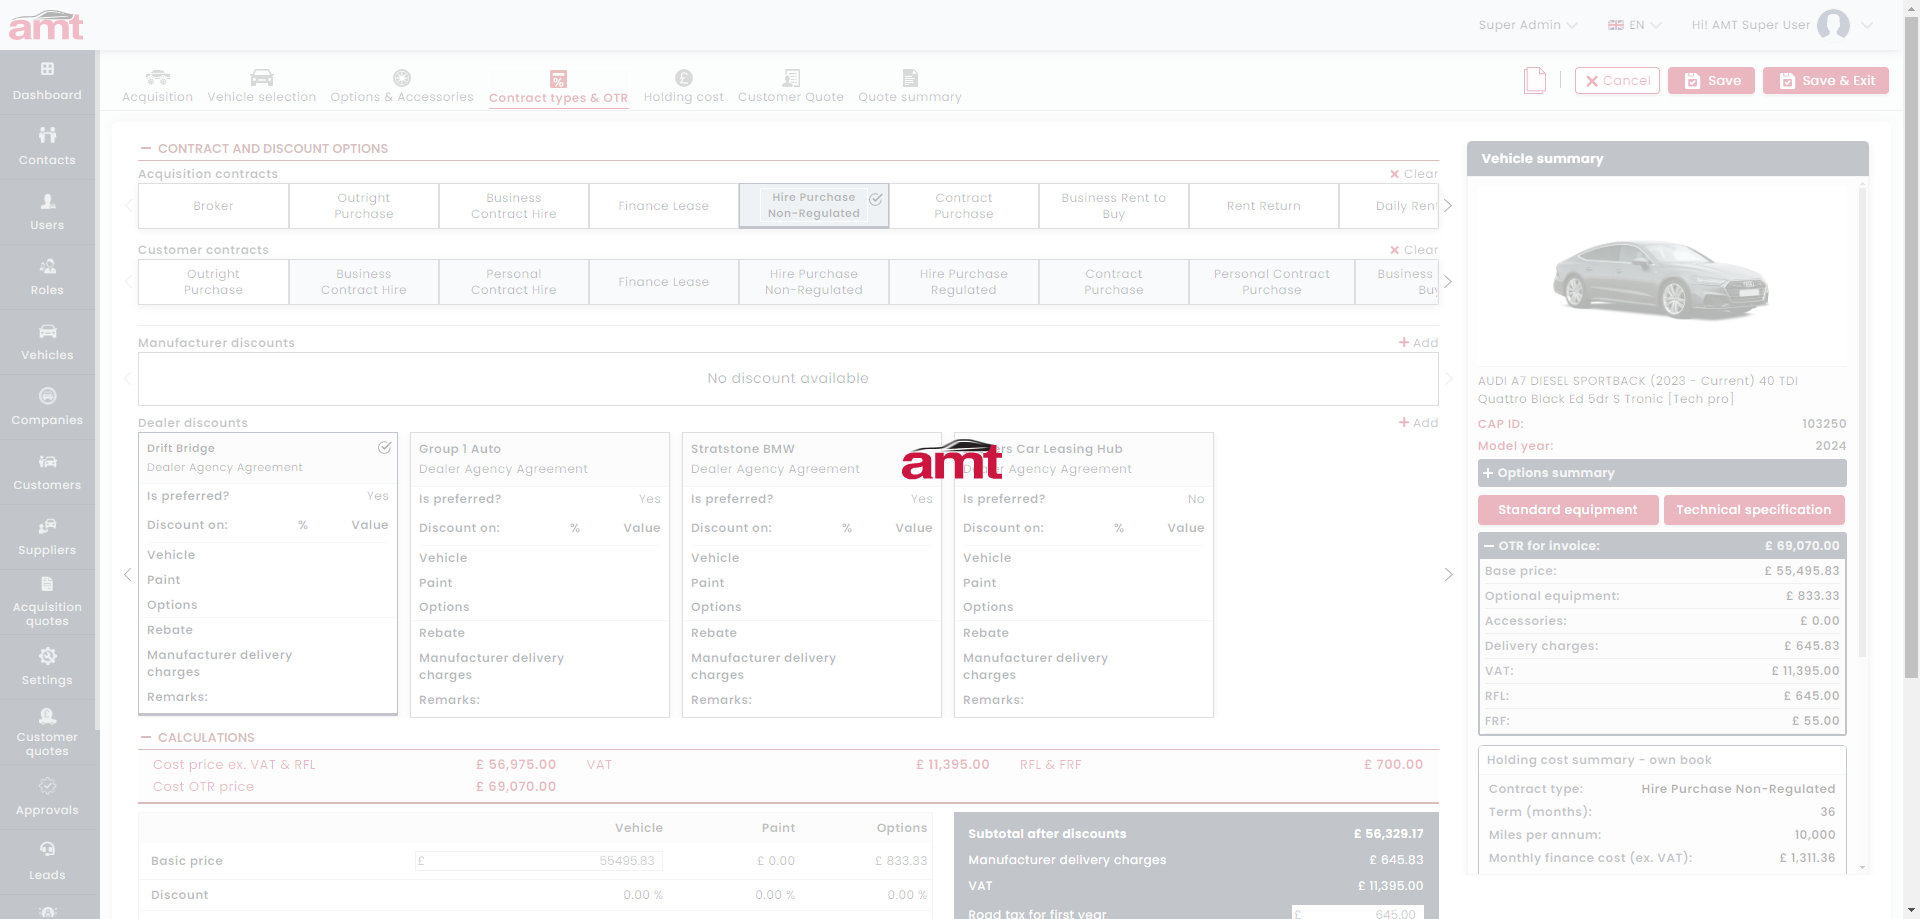 amt
Super Admin
EN
Hi! AMT Super User
Dashboard
Contacts
Users
Roles
Vehicles
Companies
Customers
Suppliers
Acquisition
quotes
Settings
Customer
quotes
Approvals
Leads
Acquisition
Vehicle selection
Options & Accessories
Contract types & OTR
Holding cost
Customer Quote
Quote summary
Cancel
Save
Save & Exit
CONTRACT AND DISCOUNT OPTIONS
Acquisition contracts
Clear
Broker
Outright
Purchase
Business
Contract Hire
Finance Lease
Hire Purchase
Non-Regulated
Contract
Purchase
Business Rent to
Buy
Rent Return
Daily Ren
Customer contracts
Clear
Outright
Purchase
Business
Contract Hire
Personal
Contract Hire
Finance Lease
Hire Purchase
Non-Regulated
Hire Purchase
Regulated
Contract
Purchase
Personal Contract
Purchase
Business
Buy
Manufacturer discounts
Add
No discount available
Dealer discounts
Add
Drift Bridge
Dealer Agency Agreement
Is preferred? Yes
Discount on: % Value
Vehicle
Paint
Options
Rebate
Manufacturer delivery
charges
Remarks:
Group 1 Auto
Dealer Agency Agreement
Is preferred? Yes
Discount on: % Value
Vehicle
Paint
Options
Rebate
Manufacturer delivery
charges
Remarks:
Stratstone BMW
Dealer Agency Agreement
Is preferred? Yes
Discount on: % Value
Vehicle
Paint
Options
Rebate
Manufacturer delivery
charges
Remarks:
amt
ers Car Leasing Hub
Agency Agreement
Is preferred? No
Discount on: % Value
Vehicle
Paint
Options
Rebate
Manufacturer delivery
charges
Remarks:
CALCULATIONS
Cost price ex. VAT & RFL £ 56,975.00 VAT £ 11,395.00 RFL & FRF £ 700.00
Cost OTR price £ 69,070.00
Vehicle Paint Options
Basic price £ 55495.83 £ 0.00 £ 833.33
Discount 0.00 % 0.00 % 0.00 %
Subtotal after discounts £ 56,329.17
Manufacturer delivery charges £ 645.83
VAT £ 11,395.00
Road tax for first year £ 645.00
Vehicle summary
AUDI A7 DIESEL SPORTBACK (2023 - Current) 40 TDI
Quattro Black Ed 5dr S Tronic [Tech pro]
CAP ID: 103250
Model year: 2024
Options summary
Standard equipment
Technical specification
OTR for invoice: £ 69,070.00
Base price: £ 55,495.83
Optional equipment: £ 833.33
Accessories: £ 0.00
Delivery charges: £ 645.83
VAT: £ 11,395.00
RFL: £ 645.00
FRF: £ 55.00
Holding cost summary - own book
Contract type: Hire Purchase Non-Regulated
Term (months): 36
Miles per annum: 10,000
Monthly finance cost (ex. VAT): £ 1,311.36